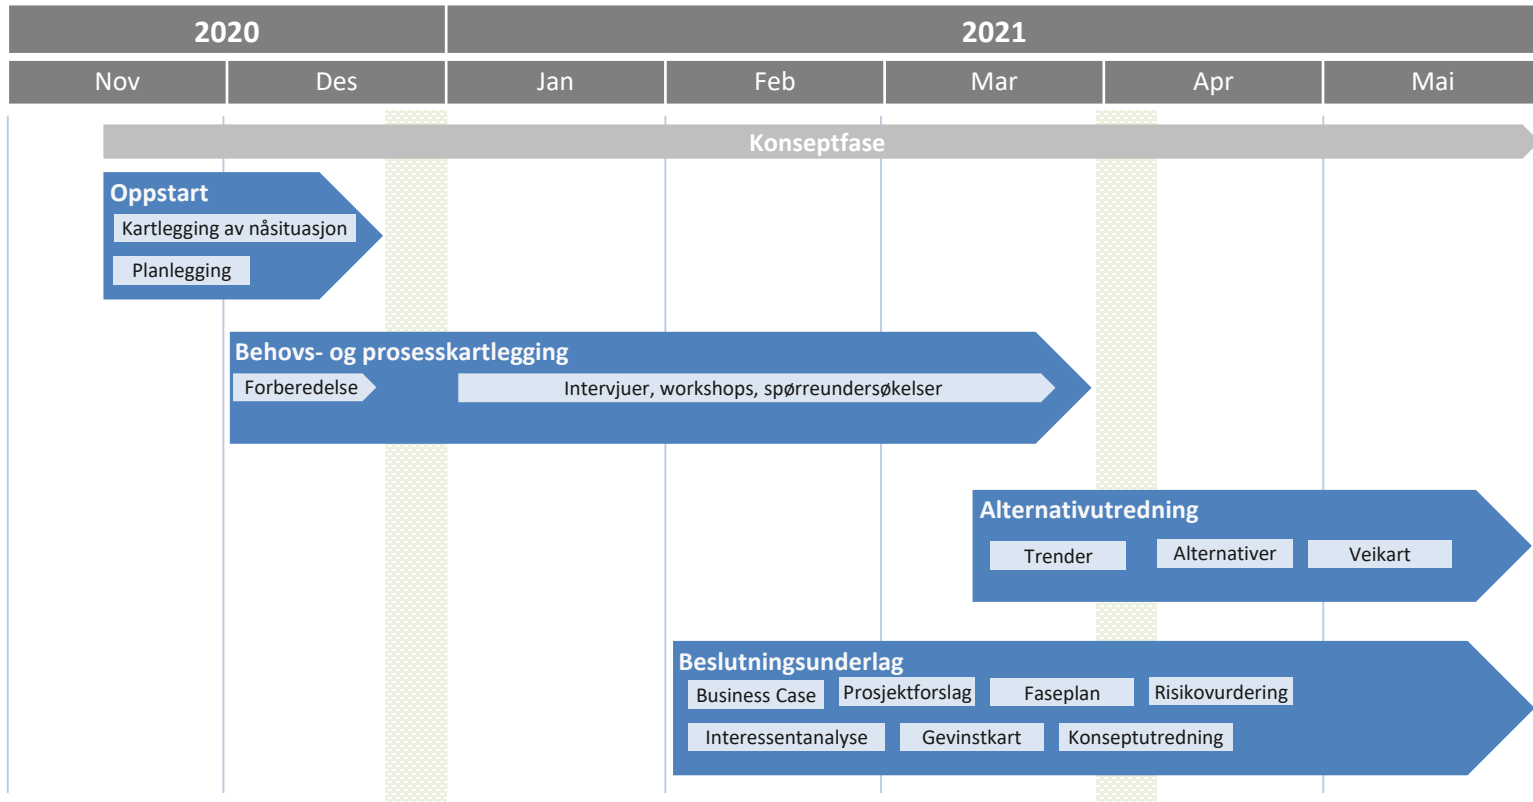 2020
2021
Nov
Des
Jan
Feb
Mar
Apr
Mai
Konseptfase
Oppstart
Kartlegging av nåsituasjon
Planlegging
Behovs- og prosesskartlegging
Forberedelse
Intervjuer, workshops, spørreundersøkelser
Alternativutredning
Trender
Alternativer
Veikart
Beslutningsunderlag
Business Case
Prosjektforslag
Faseplan
Risikovurdering
Interessentanalyse
Gevinstkart
Konseptutredning